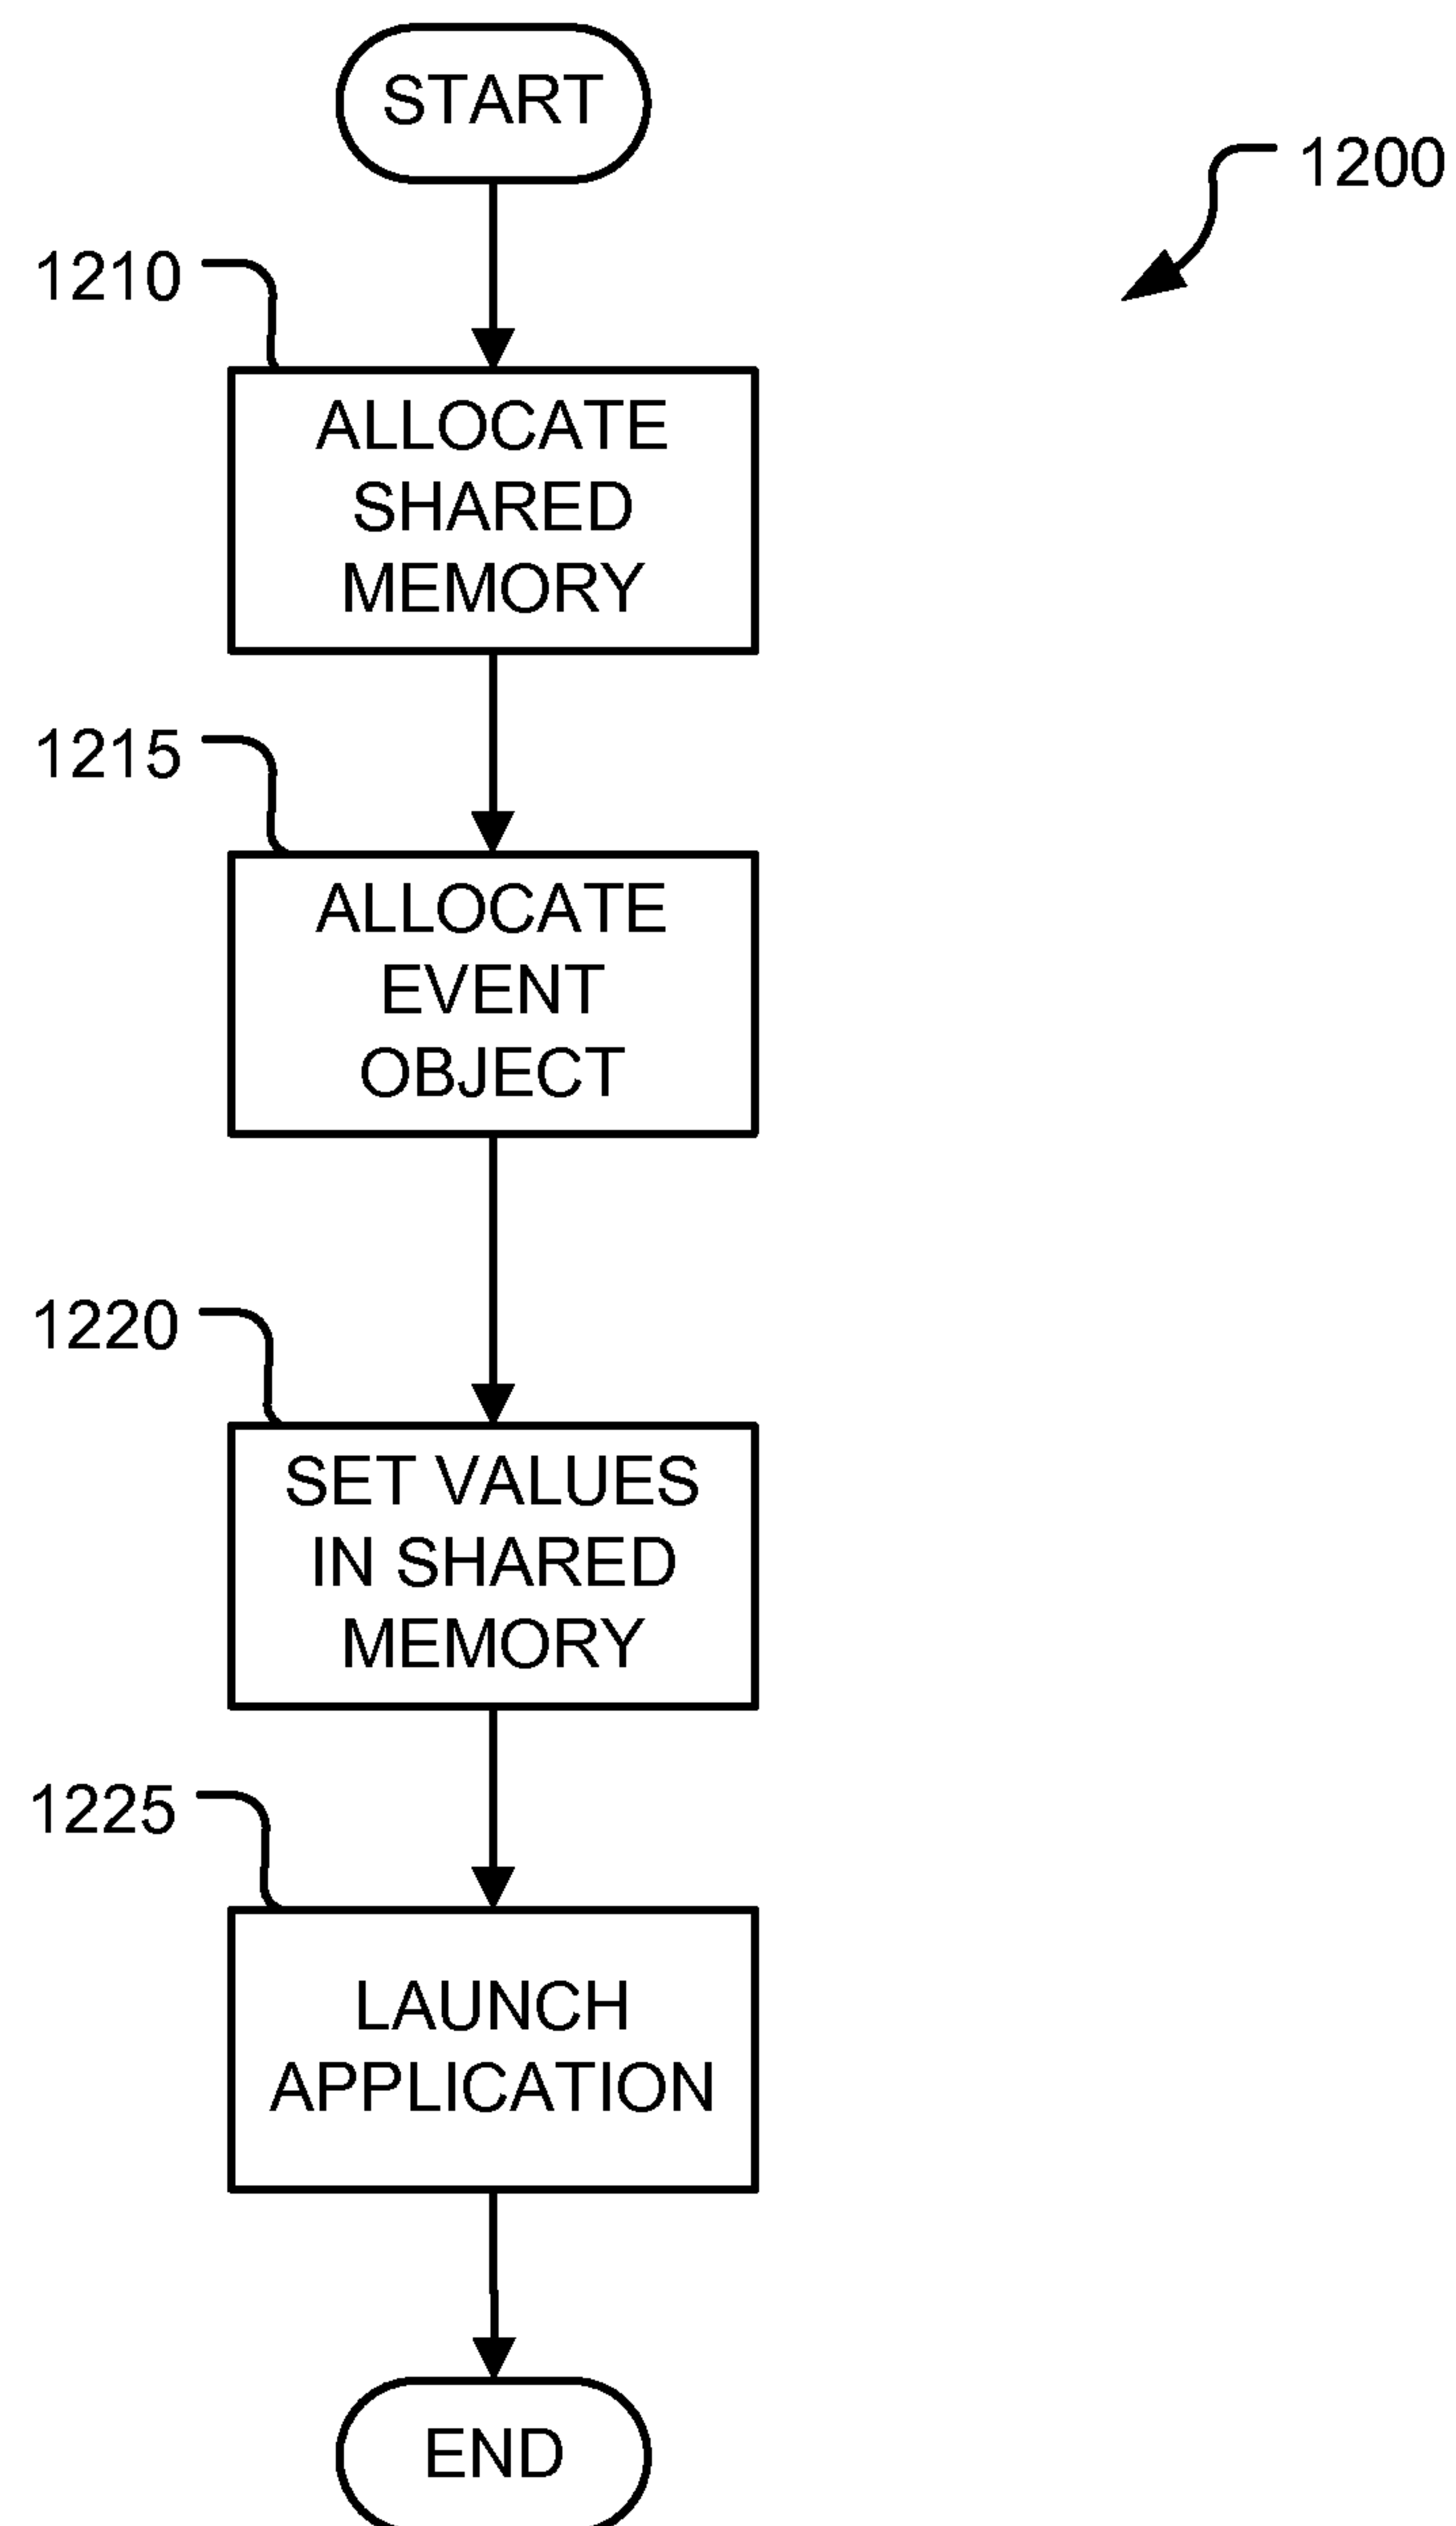 START
1200
1210
ALLOCATE
SHARED
MEMORY
1215
ALLOCATE
EVENT
OBJECT
1220
SET VALUES
IN SHARED
MEMORY
1225
LAUNCH
APPLICATION
END